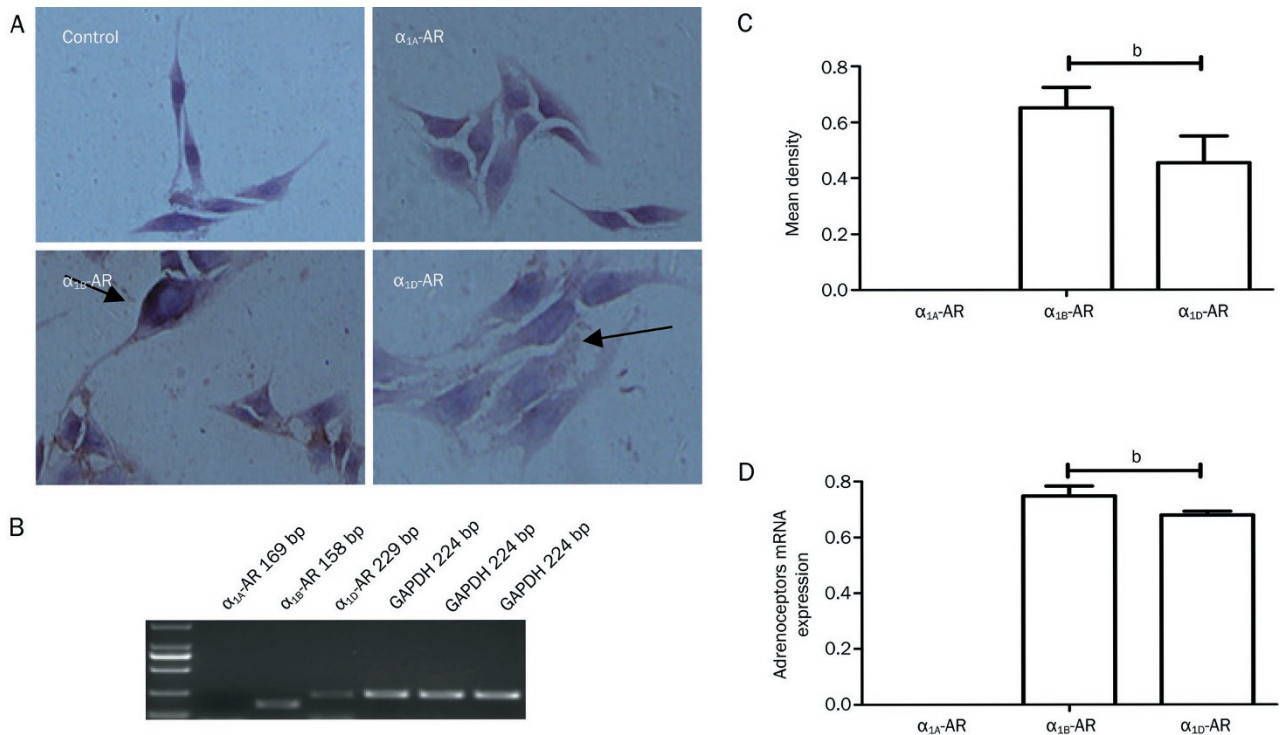 A
Control
α1A-AR
α1B-AR
α1D-AR
B
α1A-AR 169 bp
α1B-AR 158 bp
α1D-AR 229 bp
GAPDH 224 bp
GAPDH 224 bp
GAPDH 224 bp
C
b
Mean density
0.8
0.6
0.4
0.2
0.0
α1A-AR
α1B-AR
α1D-AR
D
b
Adrenoceptors mRNA
expression
0.8
0.6
0.4
0.2
0.0
α1A-AR
α1B-AR
α1D-AR